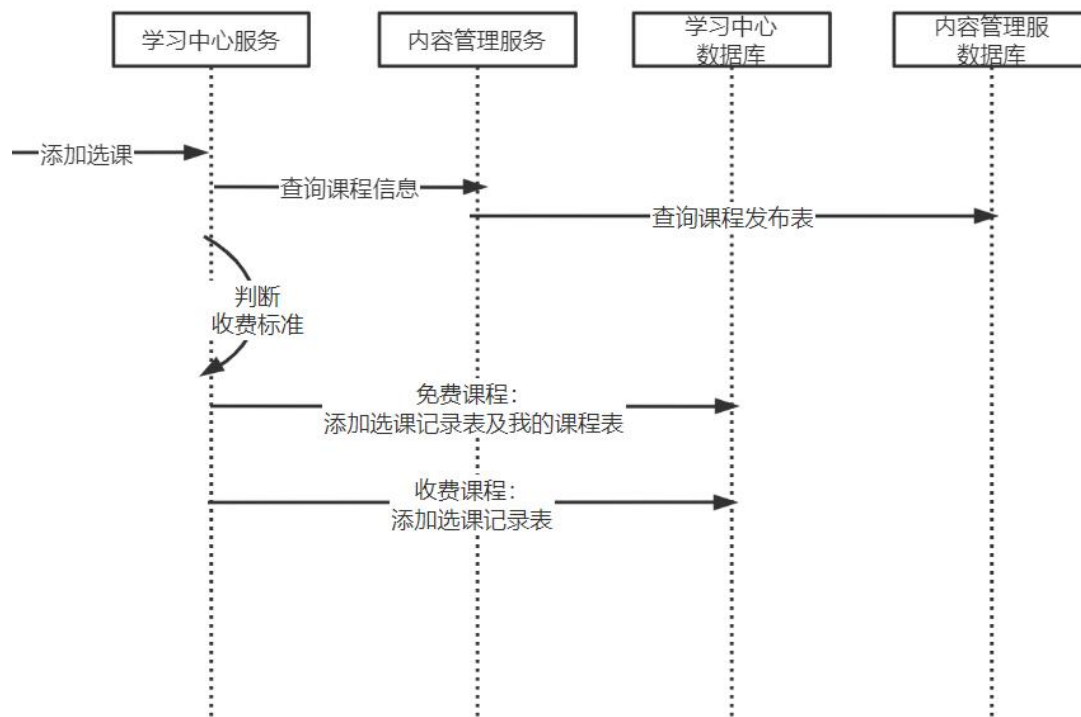 学习中心服务
内容管理服务
学习中心
数据库
内容管理服
数据库
添加选课
查询课程信息
查询课程发布表
判断
收费标准
免费课程：
添加选课记录表及我的课程表
收费课程：
添加选课记录表